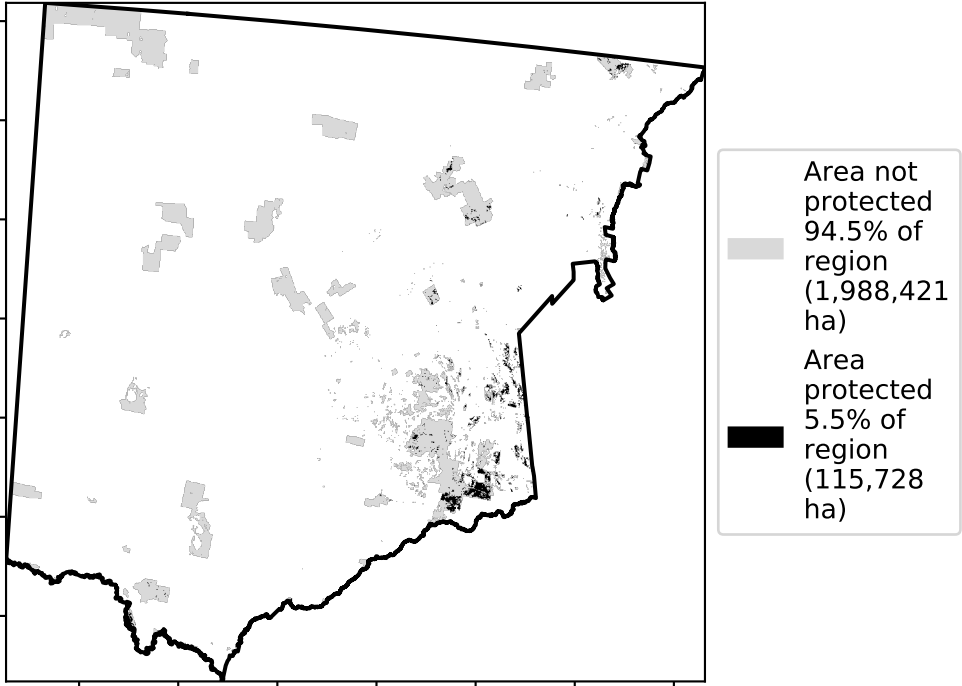 Area not
protected
94.5% of
region
(1,988,421
ha)
Area
protected
5.5% of
region
(115,728
ha)